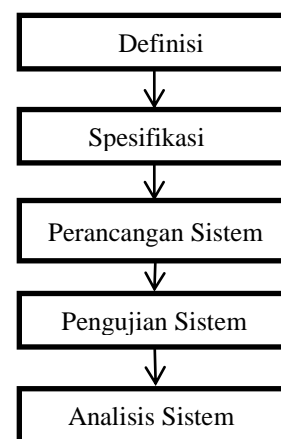 Definisi
Spesifikasi
Perancangan Sistem
Pengujian Sistem
Analisis Sistem